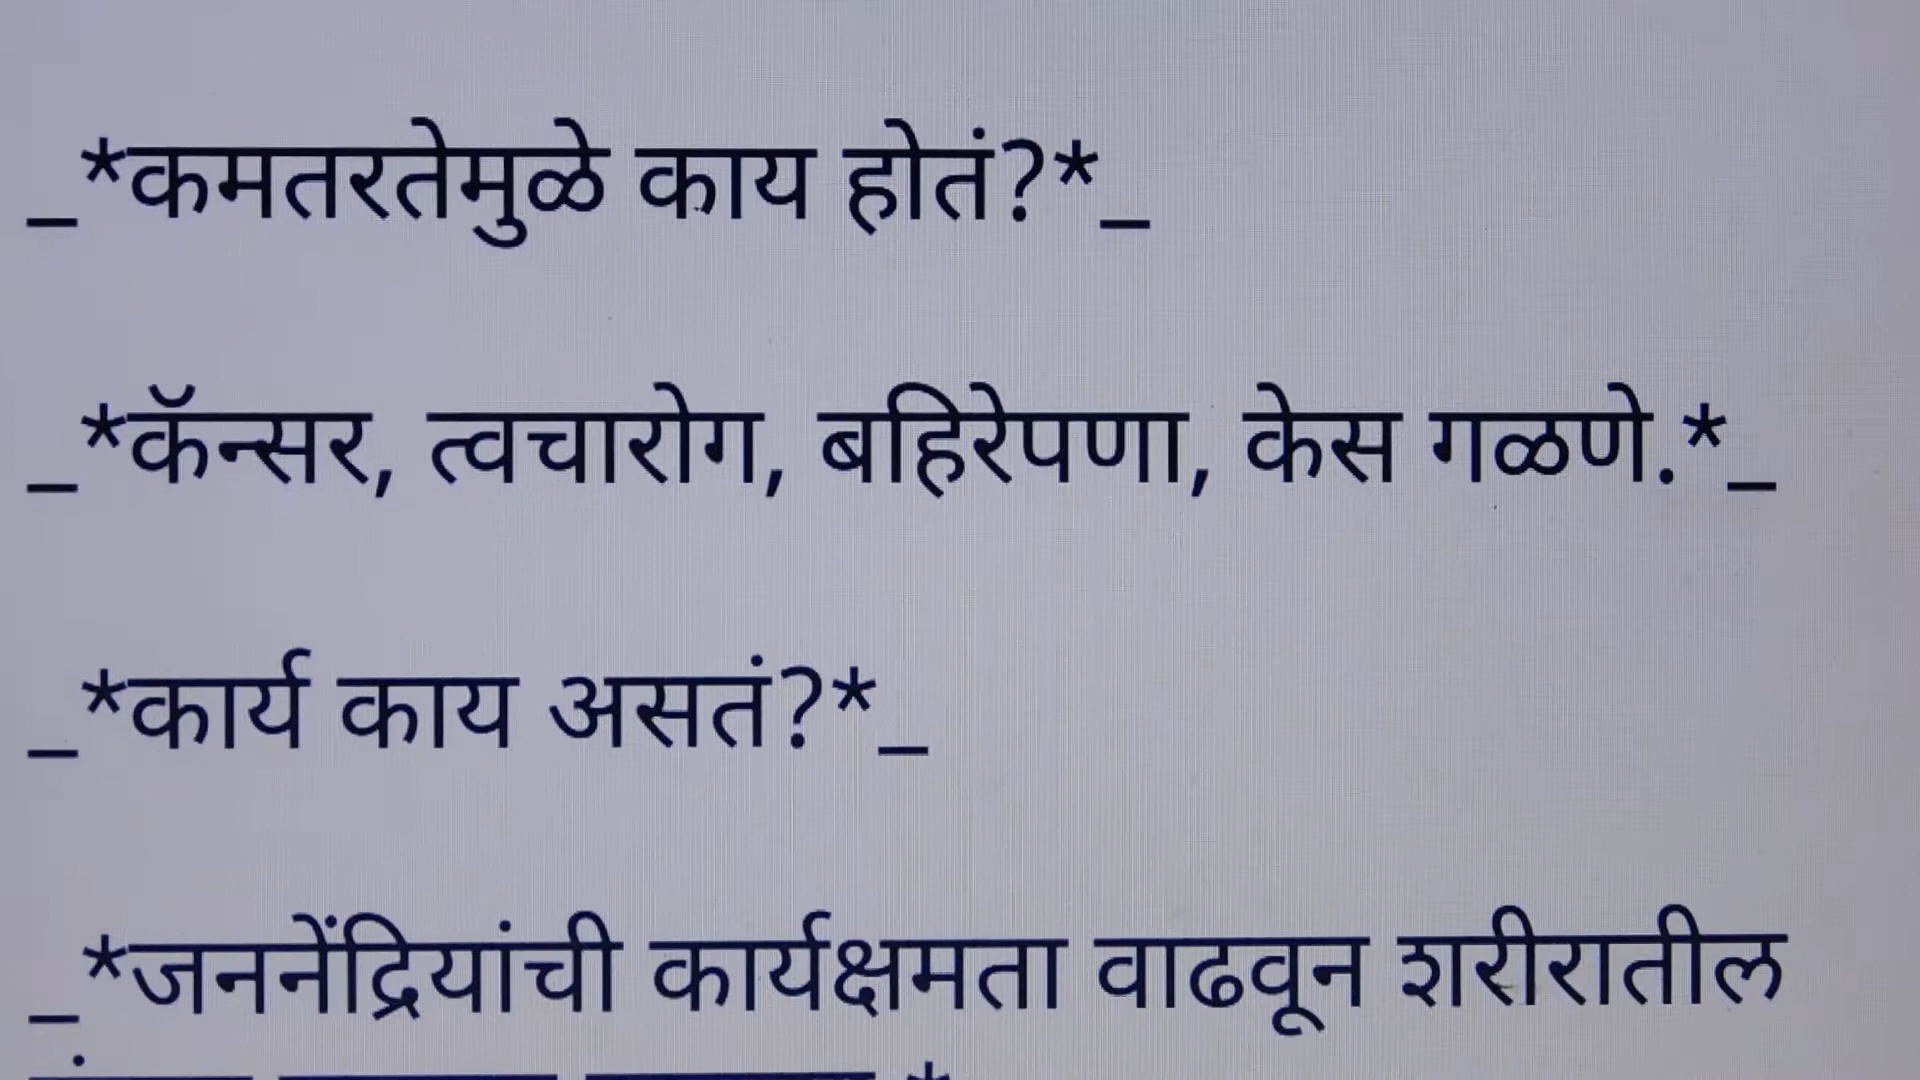 _*कमतरतेमुळे काय होतं?*_
_*कॅन्सर, त्वचारोग, बहिरेपणा, केस गळणे.*_
_*कार्य काय असतं?*_
_*जननेंद्रियांची कार्यक्षमता वाढवून शरीरातील